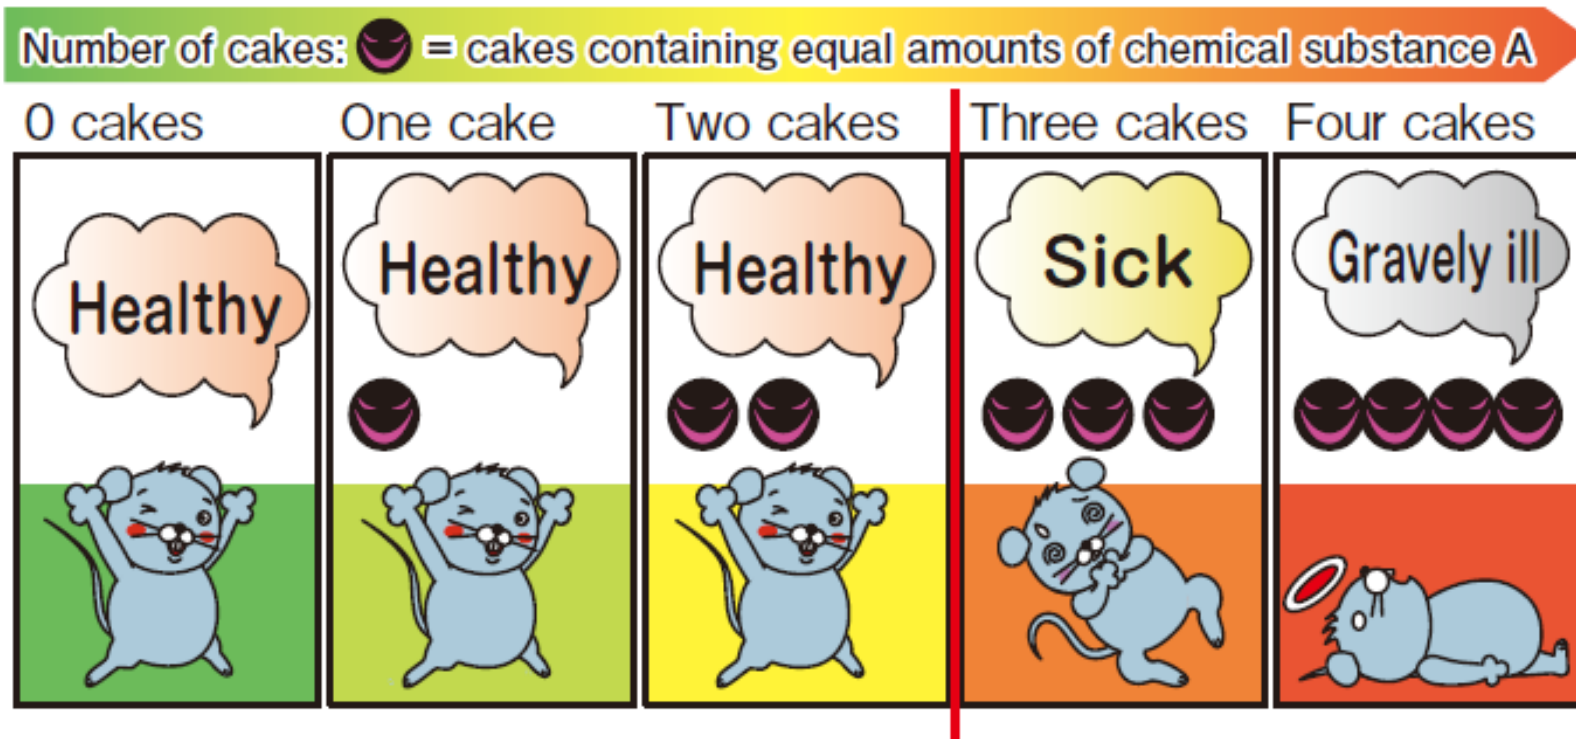 Number of cakes: = cakes containing equal amounts of chemical substance A
0 cakes
One cake
Two cakes
Three cakes
Four cakes
Healthy
Healthy
Healthy
Sick
Gravely ill